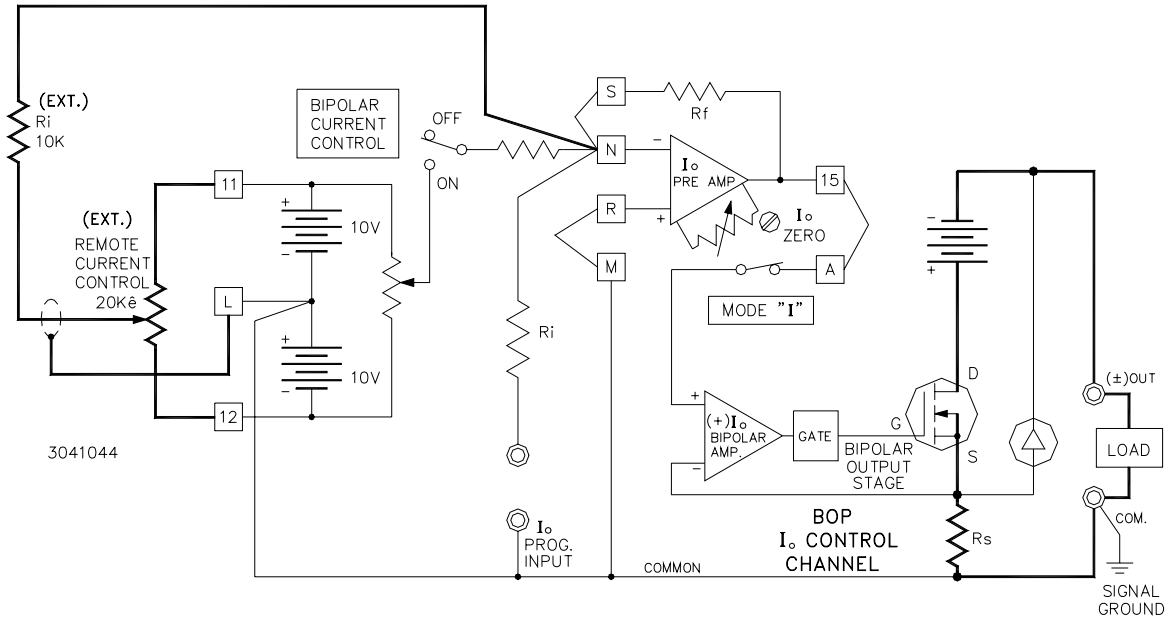 (EXT.)
Ri
10K
BIPOLAR
CURRENT
CONTROL
OFF
ON
S
Rf
N
−
Io
PRE AMP
15
R
+
Io
ZERO
M
A
MODE "I"
11
+
10V
−
(EXT.)
REMOTE
CURRENT
CONTROL
20Kê
L
+
10V
−
12
3041044
Ri
Io
PROG.
INPUT
−
+
+
(+)Io
BIPOLAR
AMP.
−
GATE
G
D
S
BIPOLAR
OUTPUT
STAGE
(±)OUT
LOAD
COM.
BOP
Io CONTROL
CHANNEL
Rs
COMMON
SIGNAL
GROUND